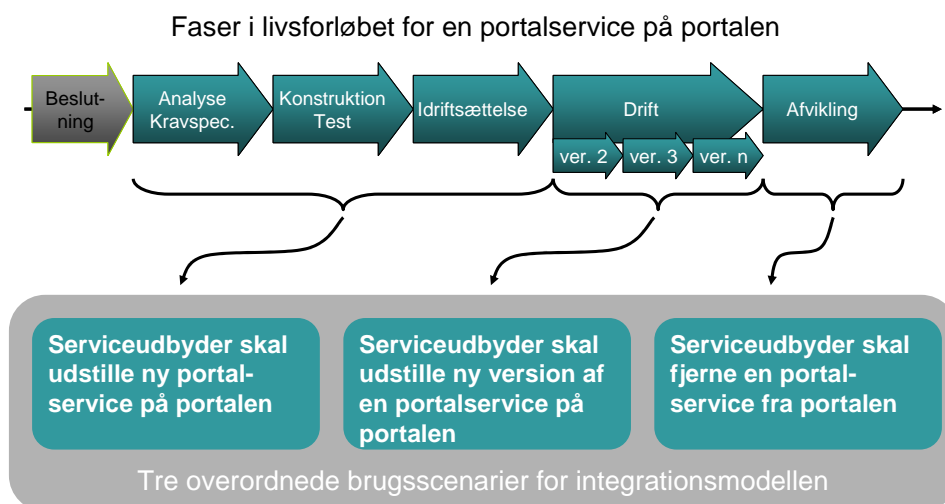 Faser i livsforløbet for en portalservice på portalen
Beslut-
ning
Analyse
Kravspec.
Konstruktion
Test
Idriftsættelse
Drift
Afvikling
ver. 2
ver. 3
ver. n
Serviceudbyder skal
udstille ny portal-
service på portalen
Serviceudbyder skal
udstille ny version af
en portalservice på
portalen
Serviceudbyder skal
fjerne en portal-
service fra portalen
Tre overordnede brugsscenarier for integrationsmodellen